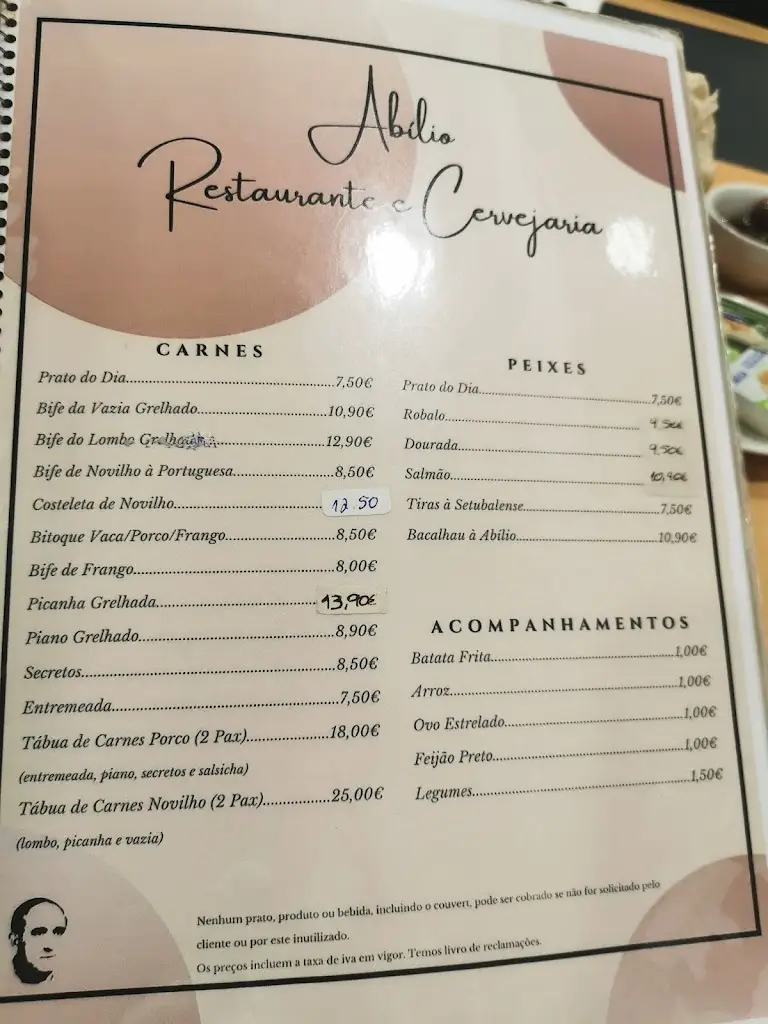 Abílio
Restaurante e Cervejaria
CARNES
Prato do Dia................7,50€
Bife da Vazia Grelhado................10,90€
Bife do Lombo Grelhado................12,90€
Bife de Novilho à Portuguesa................8,50€
Costeleta de Novilho................12.50
Bitoque Vaca/Porco/Frango................8,50€
Bife de Frango................8,00€
Picanha Grelhada................13,90€
Piano Grelhado................8,90€
Secretos................8,50€
Entremeada................7,50€
Tábua de Carnes Porco (2 Pax)................18,00€
(entremeada, piano, secretos e salsicha)
Tábua de Carnes Novilho (2 Pax)................25,00€
(lombo, picanha e vazia)
PEIXES
Prato do Dia................7,50€
Robalo................9.50€
Dourada................9,50€
Salmão................10,90€
Tiras à Setubalense................7,50€
Bacalhau à Abílio................10,90€
ACOMPANHAMENTOS
Batata Frita................1,00€
Arroz................1,00€
Ovo Estrelado................1,00€
Feijão Preto................1,00€
Legumes................1,50€
Nenhum prato, produto ou bebida, incluindo o couvert, pode ser cobrado se não for solicitado pelo
cliente ou por este inutilizado.
Os preços incluem a taxa de iva em vigor. Temos livro de reclamações.